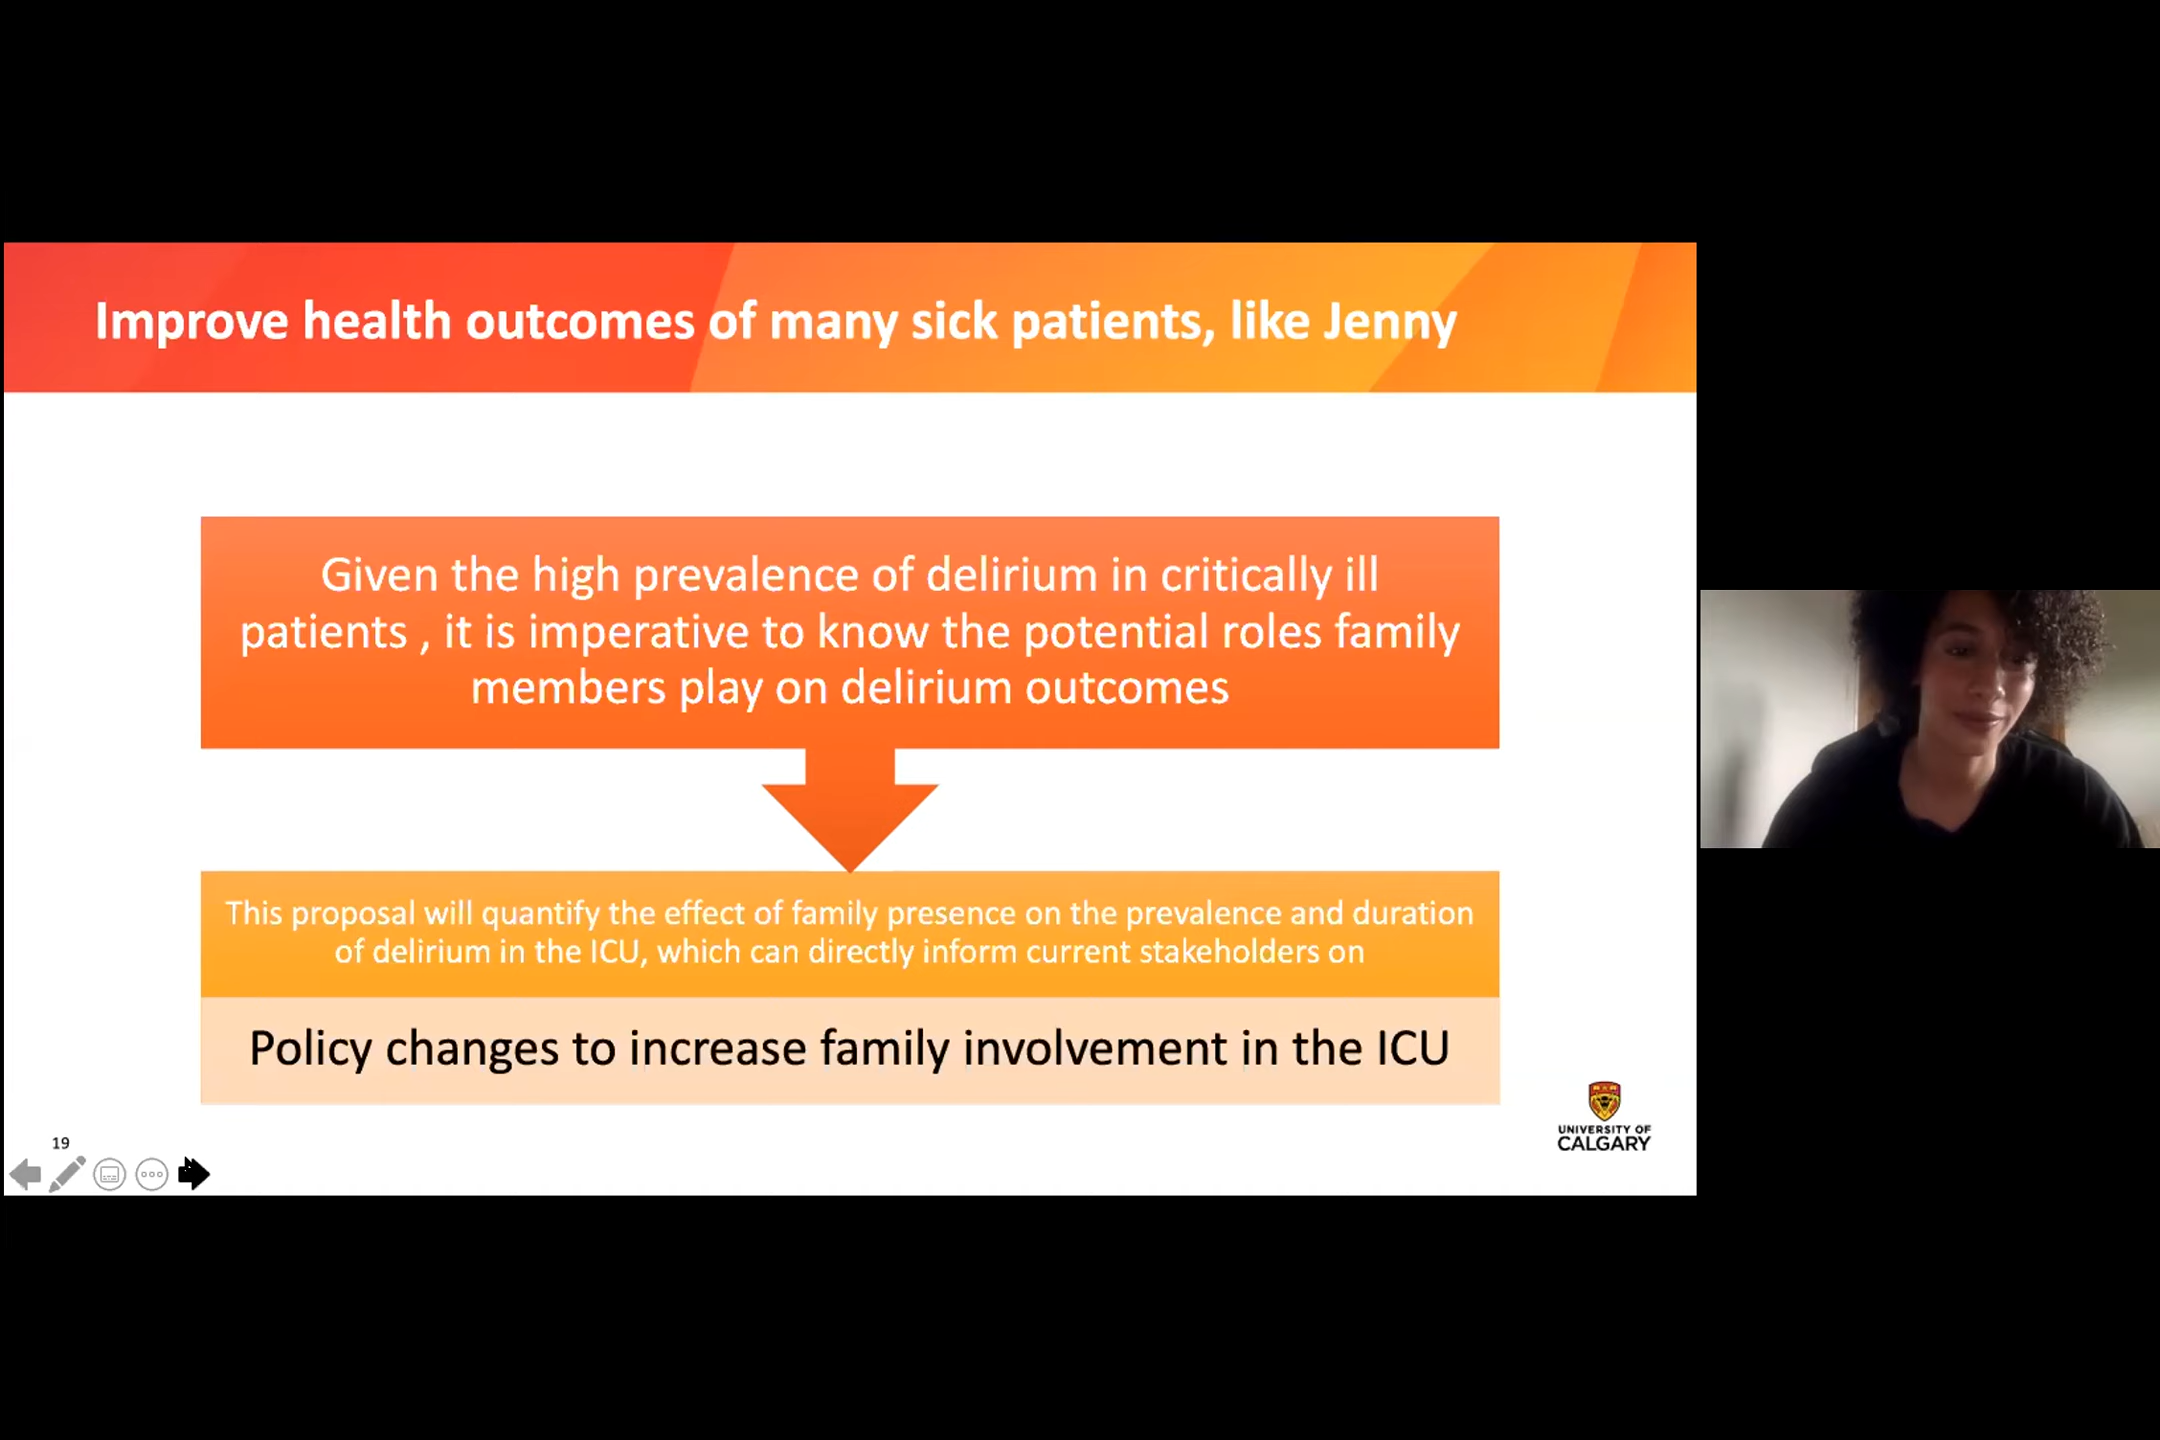 Improve health outcomes of many sick patients, like Jenny
Given the high prevalence of delirium in critically ill
patients , it is imperative to know the potential roles family
members play on delirium outcomes
This proposal will quantify the effect of family presence on the prevalence and duration
of delirium in the ICU, which can directly inform current stakeholders on
Policy changes to increase family involvement in the ICU
19
UNIVERSITY OF
CALGARY